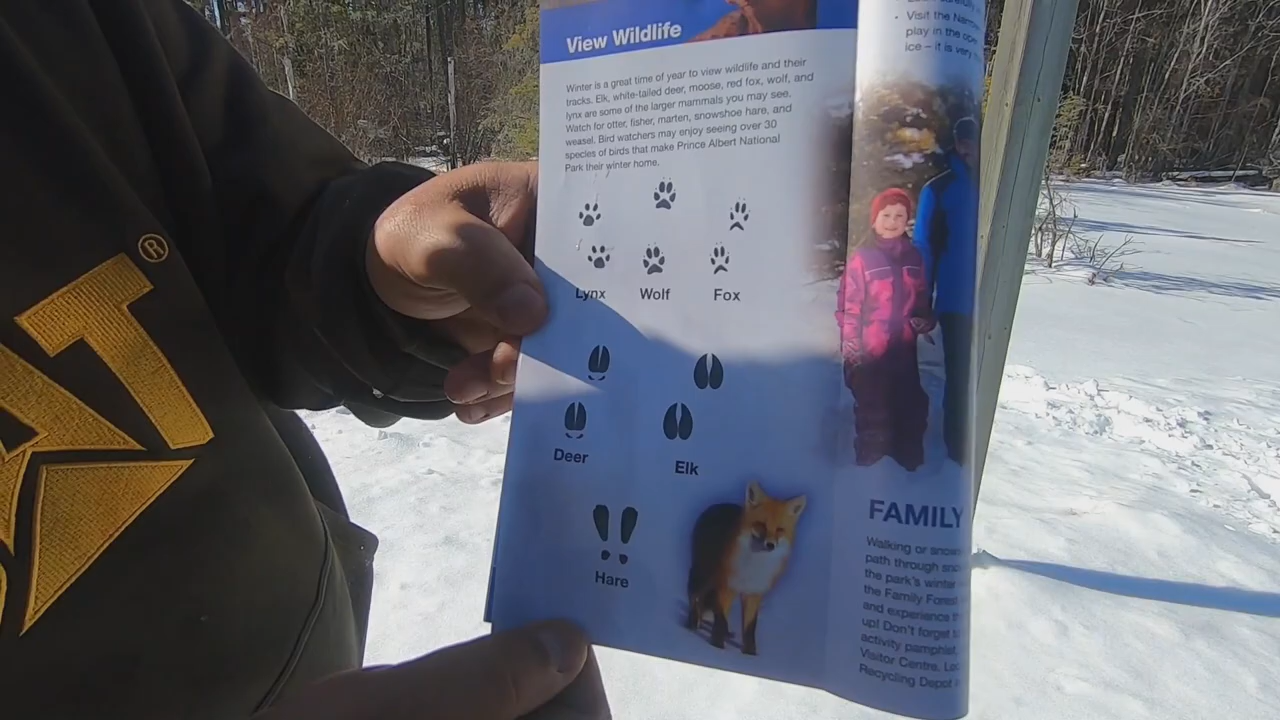 View Wildlife
Winter is a great time of year to view wildlife and their
tracks. Elk, white-tailed deer, moose, red fox, wolf, and
lynx are some of the larger mammals you may see.
Watch for otter, fisher, marten, snowshoe hare, and
weasel. Bird watchers may enjoy seeing over 30
species of birds that make Prince Albert National
Park their winter home.
Lynx Wolf Fox
Deer Elk
Hare
• Visit the Narrows
play in the open
ice – it is very
FAMILY
Walking or snow
path through sno
the park's winter
the Family Forest
and experience
up! Don't forget
activity pamphlet
Visitor Centre.
Recycling Depot
®
AT